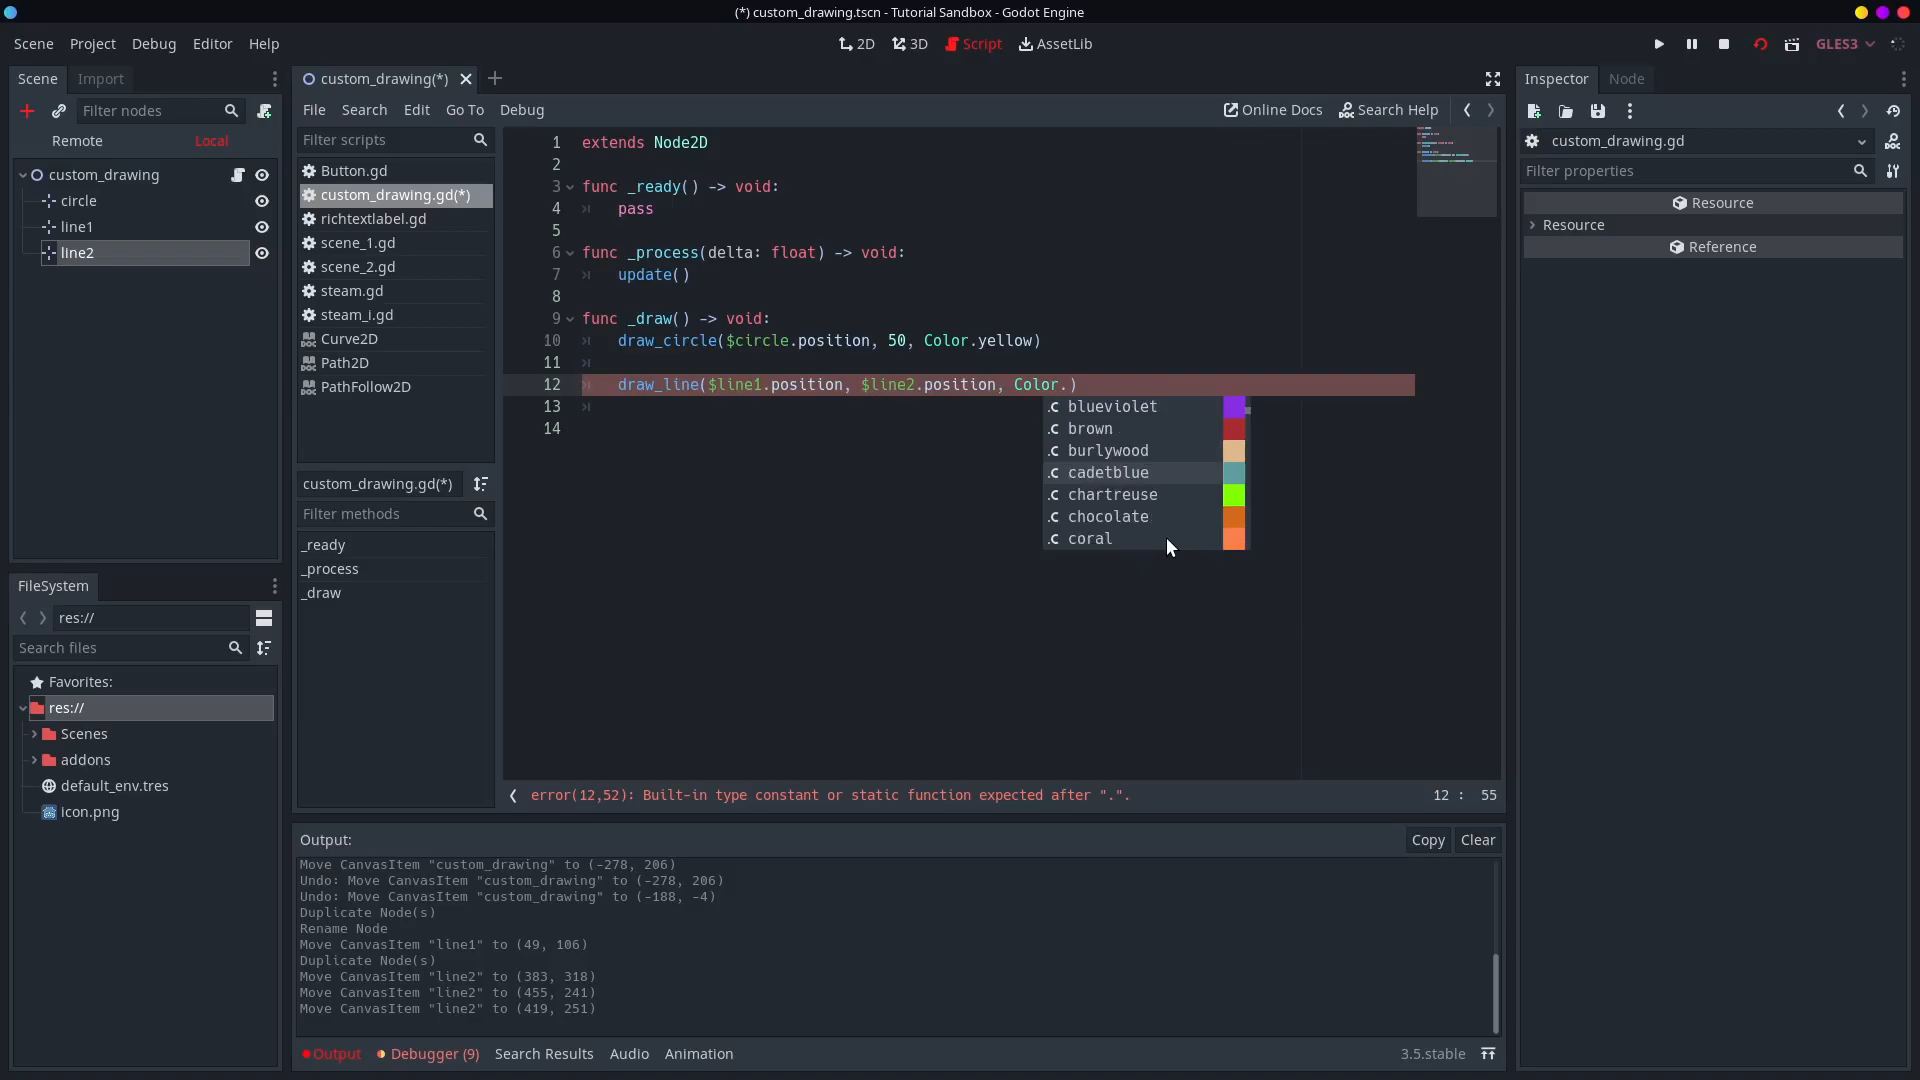 (*) custom_drawing.tscn - Tutorial Sandbox - Godot Engine
Scene Project Debug Editor Help
2D 3D Script AssetLib
GLES3
Scene Import
Filter nodes
Remote Local
custom_drawing
circle
line1
line2
FileSystem
res://
Search files
Favorites:
res://
Scenes
addons
default_env.tres
icon.png
custom_drawing(*)
File Search Edit Go To Debug
Online Docs Search Help
Filter scripts
Button.gd
custom_drawing.gd(*)
richtextlabel.gd
scene_1.gd
scene_2.gd
steam.gd
steam_i.gd
Curve2D
Path2D
PathFollow2D
custom_drawing.gd(*)
Filter methods
_ready
_process
_draw
1 extends Node2D
2
3 func _ready() -> void:
4 pass
5
6 func _process(delta: float) -> void:
7 update()
8
9 func _draw() -> void:
10 draw_circle($circle.position, 50, Color.yellow)
11
12 draw_line($line1.position, $line2.position, Color.)
13
14
.C blueviolet
.C brown
.C burlywood
.C cadetblue
.C chartreuse
.C chocolate
.C coral
error(12,52): Built-in type constant or static function expected after ".".
12 : 55
Output:
Copy Clear
Move CanvasItem "custom_drawing" to (-278, 206)
Undo: Move CanvasItem "custom_drawing" to (-278, 206)
Undo: Move CanvasItem "custom_drawing" to (-188, -4)
Duplicate Node(s)
Rename Node
Move CanvasItem "line1" to (49, 106)
Duplicate Node(s)
Move CanvasItem "line2" to (383, 318)
Move CanvasItem "line2" to (455, 241)
Move CanvasItem "line2" to (419, 251)
Output Debugger (9) Search Results Audio Animation
3.5.stable
Inspector Node
custom_drawing.gd
Filter properties
Resource
Resource
Reference